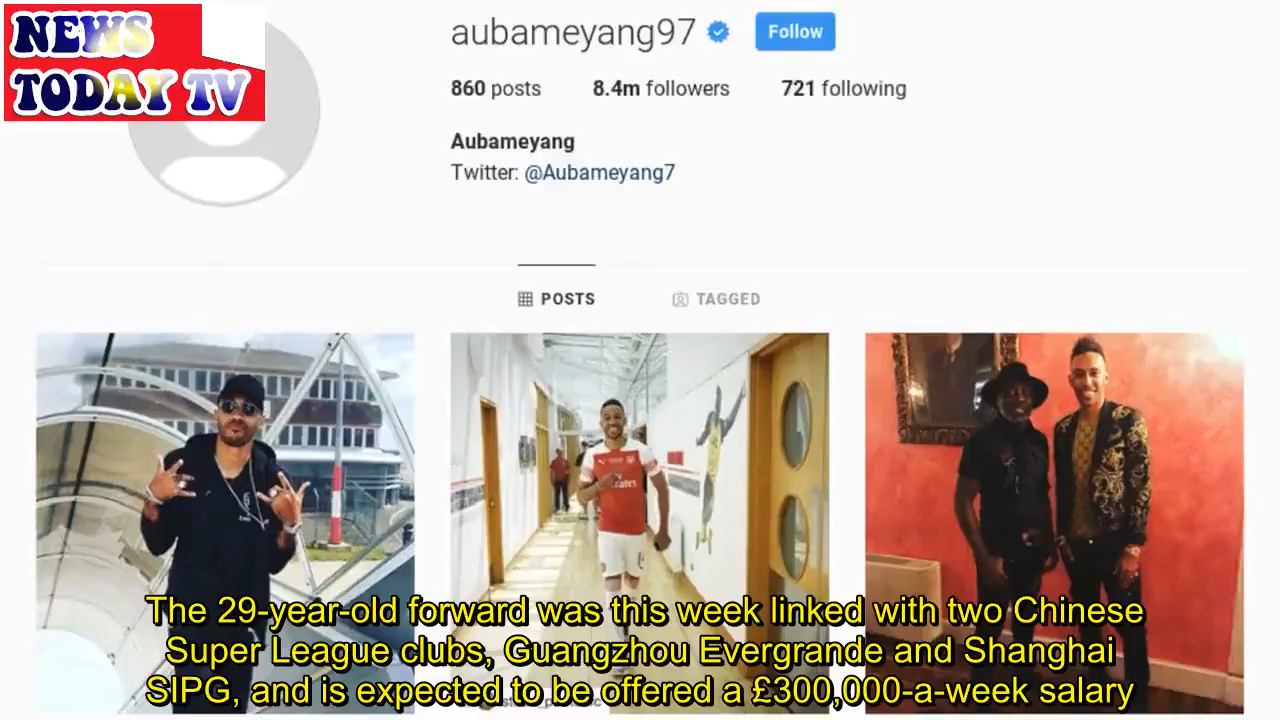 NEWS
TODAY TV
aubameyang97 Follow
860 posts 8.4m followers 721 following
Aubameyang
Twitter: @Aubameyang7
POSTS TAGGED
Emirates
The 29-year-old forward was this week linked with two Chinese
Super League clubs, Guangzhou Evergrande and Shanghai
SIPG, and is expected to be offered a £300,000-a-week salary